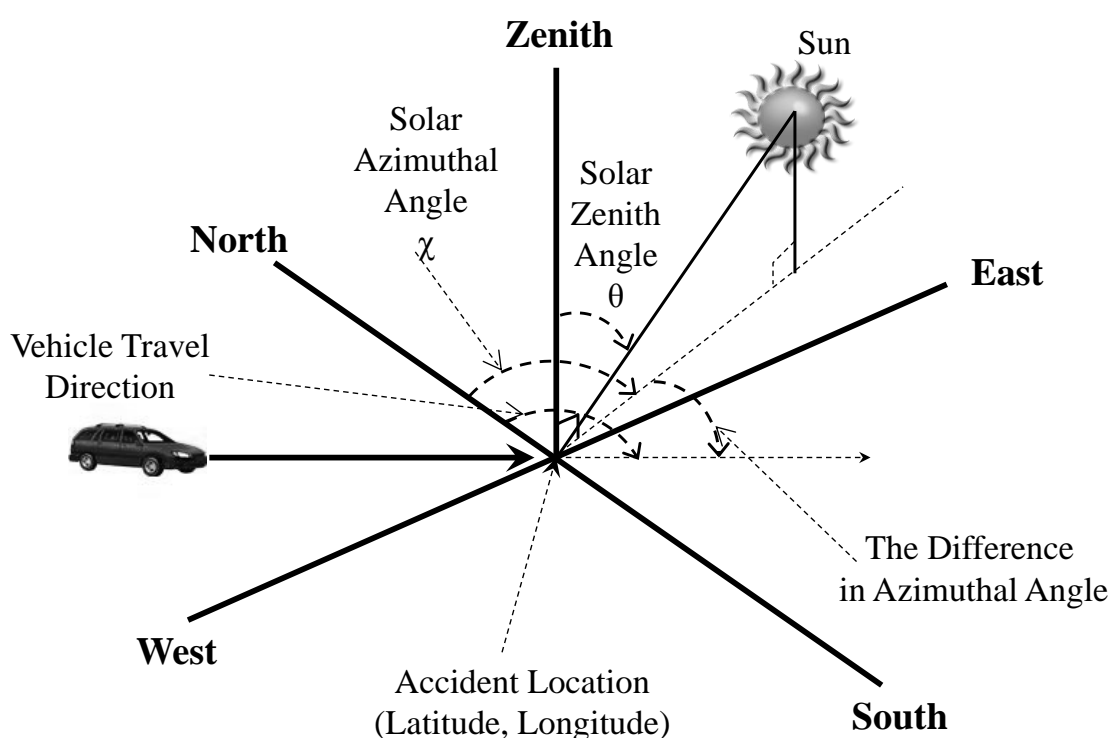 Zenith
Sun
Solar
Azimuthal
Angle
χ
Solar
Zenith
Angle
θ
North
East
Vehicle Travel
Direction
The Difference
in Azimuthal Angle
West
Accident Location
(Latitude, Longitude)
South